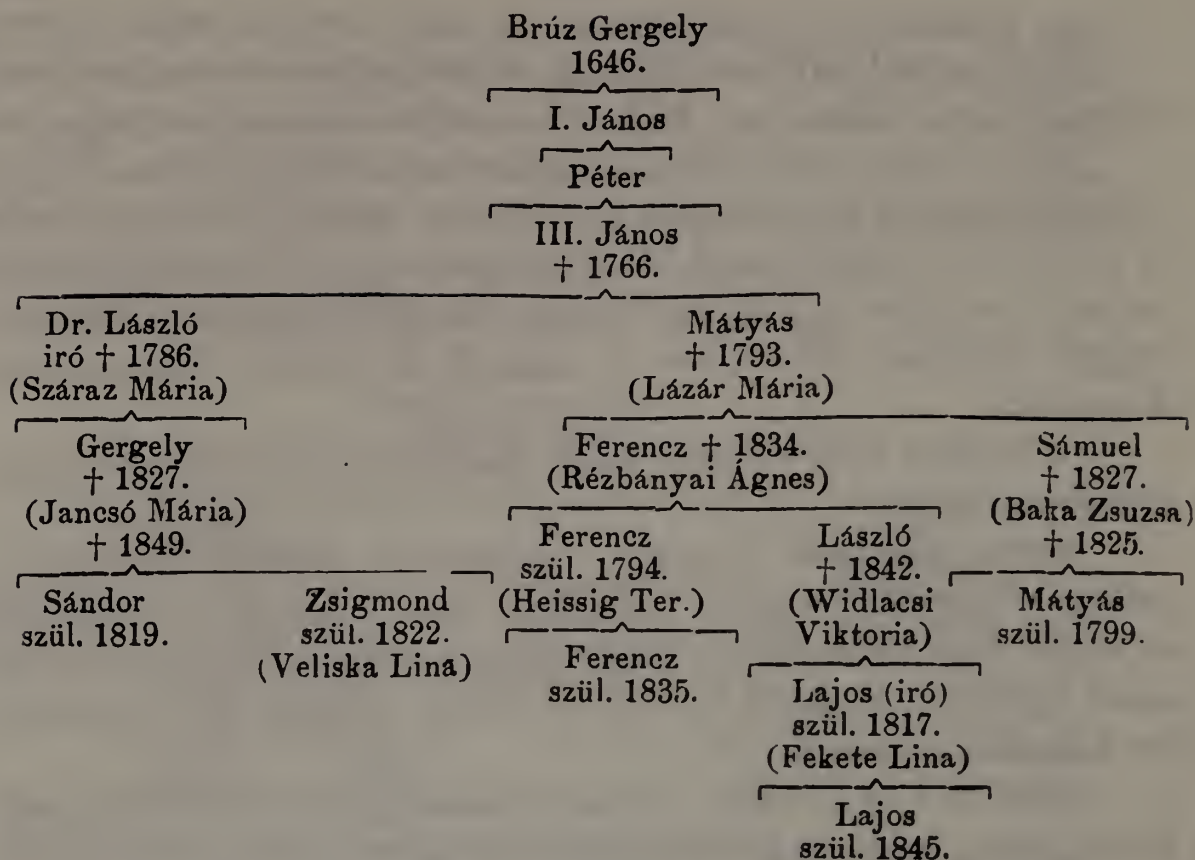 Brúz Gergely
1646.
I. János
Péter
III. János
† 1766.
Dr. László
iró † 1786.
(Száraz Mária)
Mátyás
† 1793.
(Lázár Mária)
Gergely
† 1827.
(Jancsó Mária)
† 1849.
Ferencz † 1834.
(Rézbányai Ágnes)
Sámuel
† 1827.
(Baka Zsuzsa)
† 1825.
Sándor
szül. 1819.
Zsigmond
szül. 1822.
(Veliska Lina)
Ferencz
szül. 1794.
(Heissig Ter.)
László
† 1842.
(Widlacsi
Viktoria)
Mátyás
szül. 1799.
Ferencz
szül. 1835.
Lajos (iró)
szül. 1817.
(Fekete Lina)
Lajos
szül. 1845.